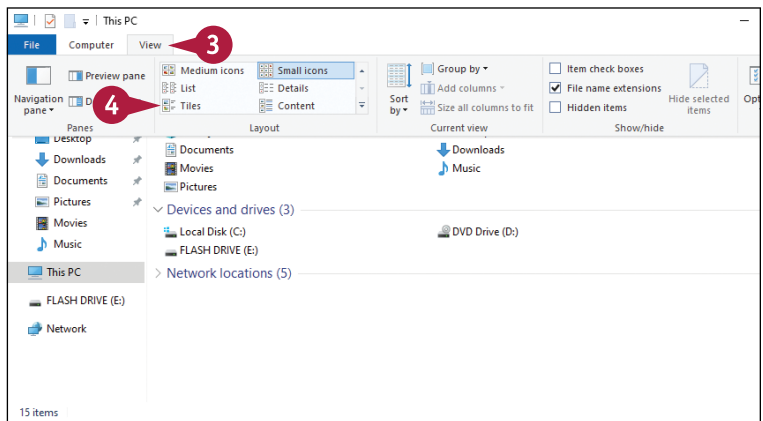 This PC
File Computer View 3
Preview pane Medium icons Small icons Group by Item check boxes
List Details Add columns File name extensions
Navigation pane D 4 Tiles Content Sort by Size all columns to fit Hidden items Hide selected items Opt
Panes Layout Current view Show/hide
Desktop
Downloads
Documents
Pictures
Movies
Music
This PC
FLASH DRIVE (E:)
Network
Documents Downloads
Movies Music
Pictures
Devices and drives (3)
Local Disk (C:) DVD Drive (D:)
FLASH DRIVE (E:)
Network locations (5)
15 items